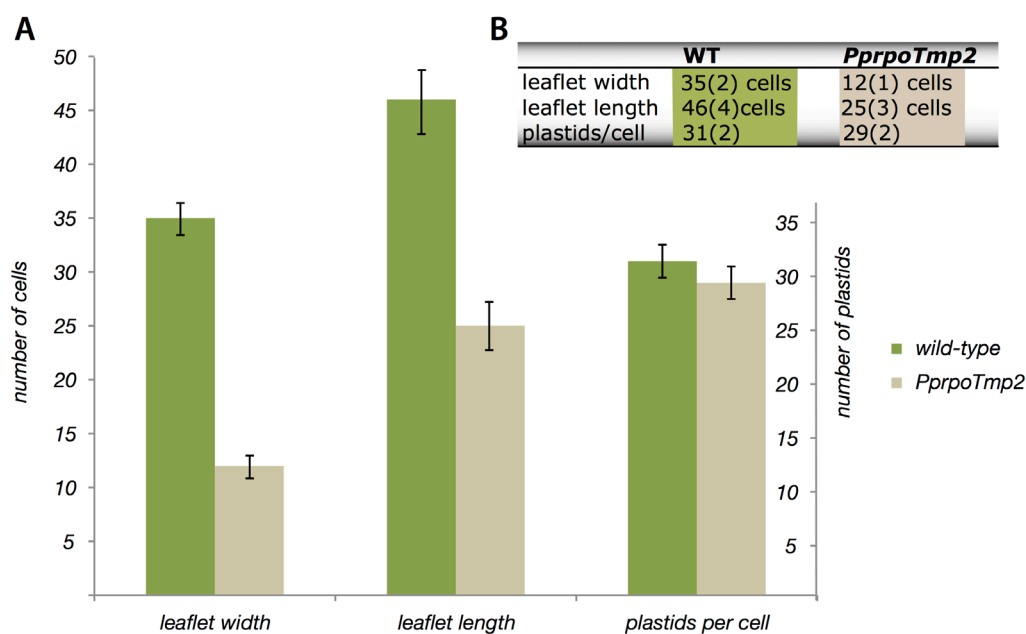 A
50
45
40
35
30
25
20
15
10
5
number of cells
leaflet width
leaflet length
plastids per cell
B
WT PprpoTmp2
leaflet width 35(2) cells 12(1) cells
leaflet length 46(4)cells 25(3) cells
plastids/cell 31(2) 29(2)
35
30
25
20
15
10
5
number of plastids
wild-type
PprpoTmp2